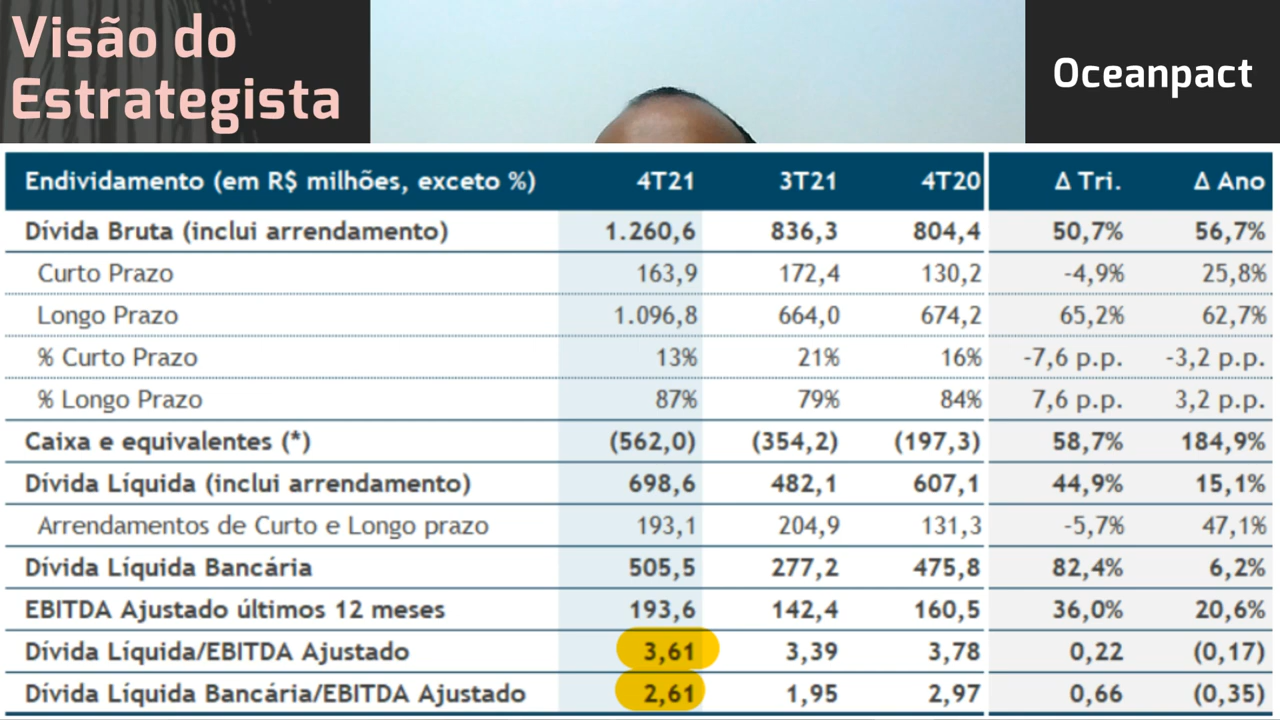 Visão do
Estrategista
Oceanpact
Endividamento (em R$ milhões, exceto %) 4T21 3T21 4T20 Δ Tri. Δ Ano
Dívida Bruta (inclui arrendamento) 1.260,6 836,3 804,4 50,7% 56,7%
Curto Prazo 163,9 172,4 130,2 -4,9% 25,8%
Longo Prazo 1.096,8 664,0 674,2 65,2% 62,7%
% Curto Prazo 13% 21% 16% -7,6 p.p. -3,2 p.p.
% Longo Prazo 87% 79% 84% 7,6 p.p. 3,2 p.p.
Caixa e equivalentes (*) (562,0) (354,2) (197,3) 58,7% 184,9%
Dívida Líquida (inclui arrendamento) 698,6 482,1 607,1 44,9% 15,1%
Arrendamentos de Curto e Longo prazo 193,1 204,9 131,3 -5,7% 47,1%
Dívida Líquida Bancária 505,5 277,2 475,8 82,4% 6,2%
EBITDA Ajustado últimos 12 meses 193,6 142,4 160,5 36,0% 20,6%
Dívida Líquida/EBITDA Ajustado 3,61 3,39 3,78 0,22 (0,17)
Dívida Líquida Bancária/EBITDA Ajustado 2,61 1,95 2,97 0,66 (0,35)